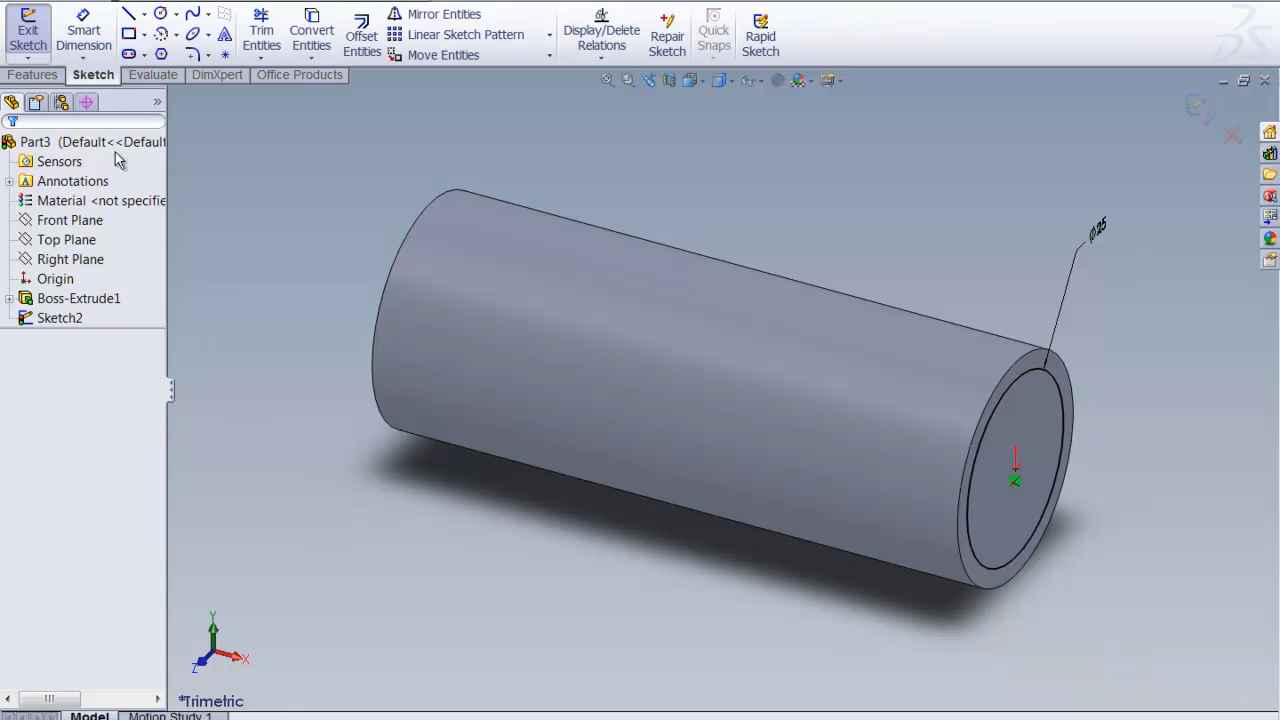 Exit Sketch
Smart Dimension
Trim Entities
Convert Entities
Offset Entities
Mirror Entities
Linear Sketch Pattern
Move Entities
Display/Delete Relations
Repair Sketch
Quick Snaps
Rapid Sketch
Features Sketch Evaluate DimXpert Office Products
Part3 (Default<<Default
Sensors
Annotations
Material <not specifie
Front Plane
Top Plane
Right Plane
Origin
Boss-Extrude1
Sketch2
Ø25
Y
X
Z
*Trimetric
Model Motion Study 1